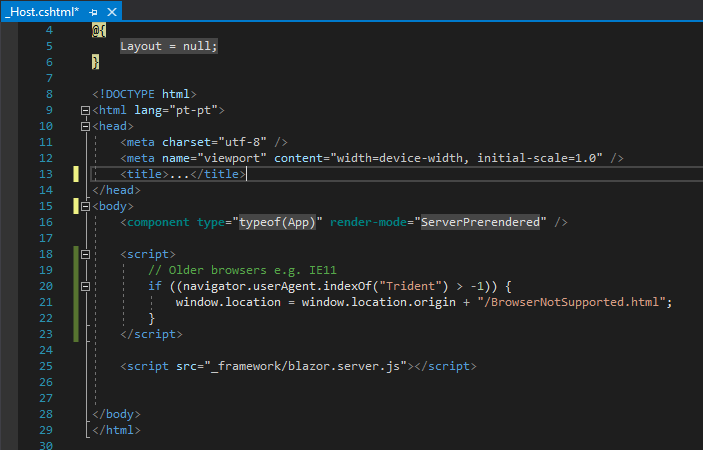 _Host.cshtml*
4 @{
5 Layout = null;
6 }
7
8 <!DOCTYPE html>
9 <html lang="pt-pt">
10 <head>
11 <meta charset="utf-8" />
12 <meta name="viewport" content="width=device-width, initial-scale=1.0" />
13 <title>...</title>
14 </head>
15 <body>
16 <component type="typeof(App)" render-mode="ServerPrerendered" />
17
18 <script>
19 // Older browsers e.g. IE11
20 if ((navigator.userAgent.indexOf("Trident") > -1)) {
21 window.location = window.location.origin + "/BrowserNotSupported.html";
22 }
23 </script>
24
25 <script src="_framework/blazor.server.js"></script>
26
27
28 </body>
29 </html>
30